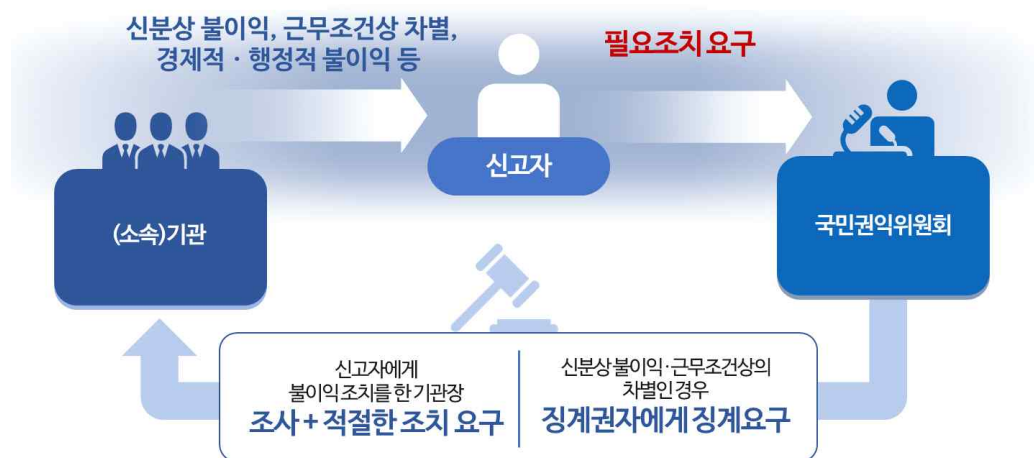 신분상 불이익, 근무조건상 차별,
경제적 · 행정적 불이익 등
필요조치 요구
신고자
(소속)기관
국민권익위원회
신고자에게
불이익 조치를 한 기관장
조사 + 적절한 조치 요구
신분상 불이익·근무조건상의
차별인 경우
징계권자에게 징계요구